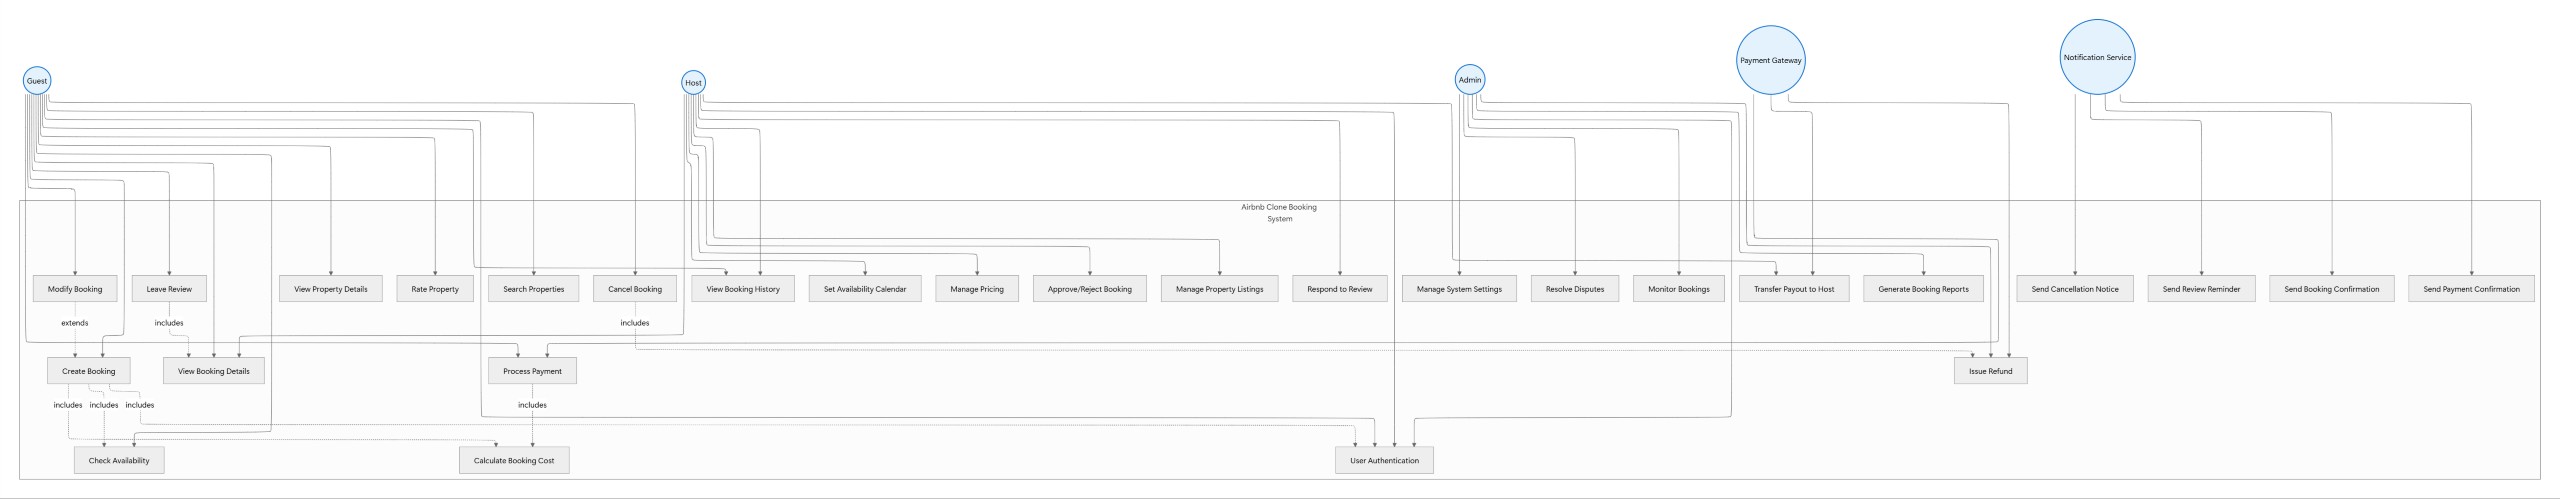 Guest
Host
Admin
Payment Gateway
Notification Service
Airbnb Clone Booking
System
Modify Booking
Leave Review
View Property Details
Rate Property
Search Properties
Cancel Booking
View Booking History
Set Availability Calendar
Manage Pricing
Approve/Reject Booking
Manage Property Listings
Respond to Review
Manage System Settings
Resolve Disputes
Monitor Bookings
Transfer Payout to Host
Generate Booking Reports
Send Cancellation Notice
Send Review Reminder
Send Booking Confirmation
Send Payment Confirmation
extends
includes
includes
Create Booking
View Booking Details
Process Payment
Issue Refund
includes
includes
includes
includes
Check Availability
Calculate Booking Cost
User Authentication